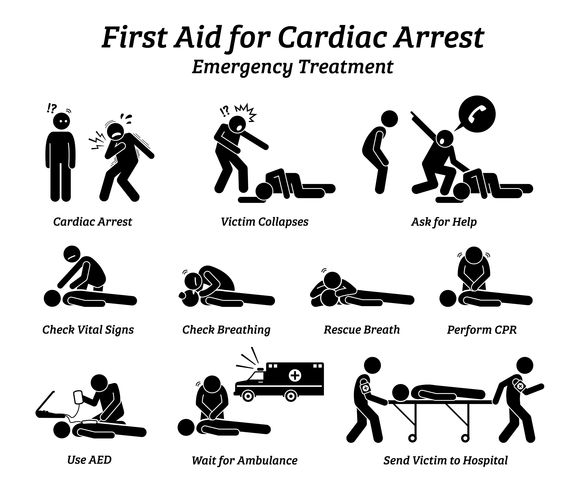 First Aid for Cardiac Arrest
Emergency Treatment
!?
!?
Cardiac Arrest
Victim Collapses
Ask for Help
Check Vital Signs
Check Breathing
Rescue Breath
Perform CPR
Use AED
Wait for Ambulance
Send Victim to Hospital